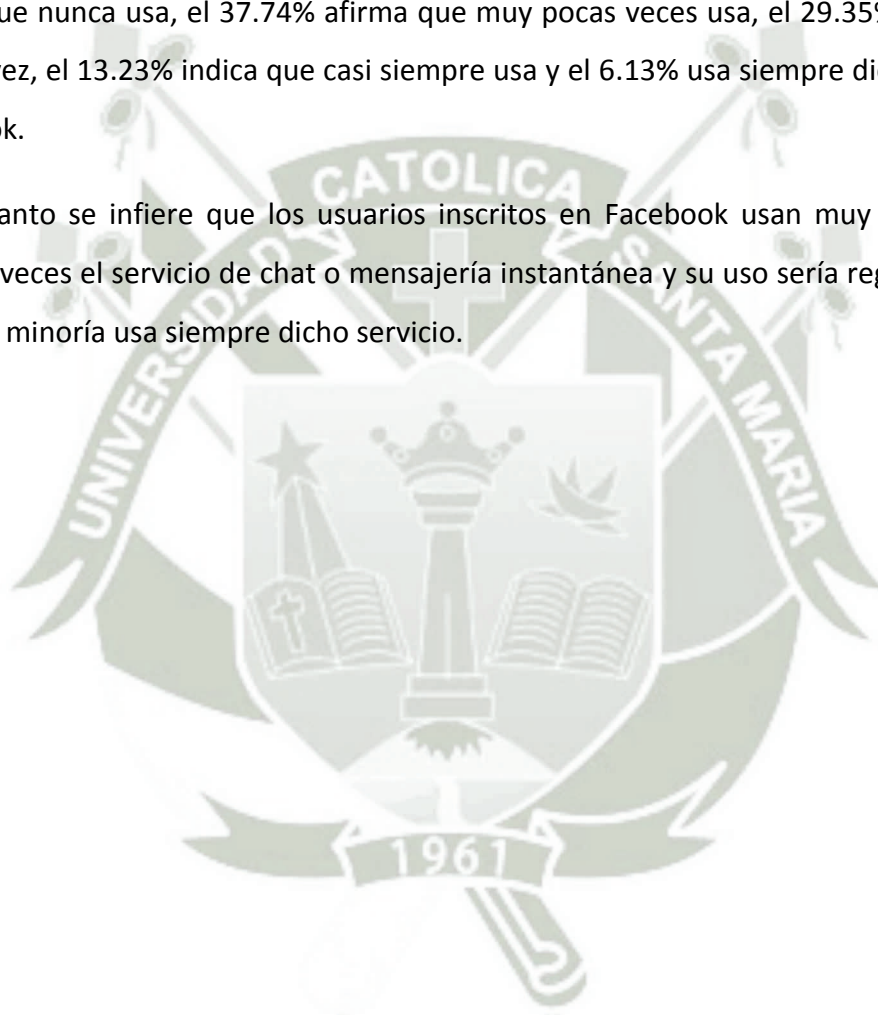 ue nunca usa, el 37.74% afirma que muy pocas veces usa, el 29.35%
vez, el 13.23% indica que casi siempre usa y el 6.13% usa siempre di
ok.
anto se infiere que los usuarios inscritos en Facebook usan muy
veces el servicio de chat o mensajería instantánea y su uso sería re
minoría usa siempre dicho servicio.
UNIVERSIDAD CATOLICA SANTA MARIA
1961